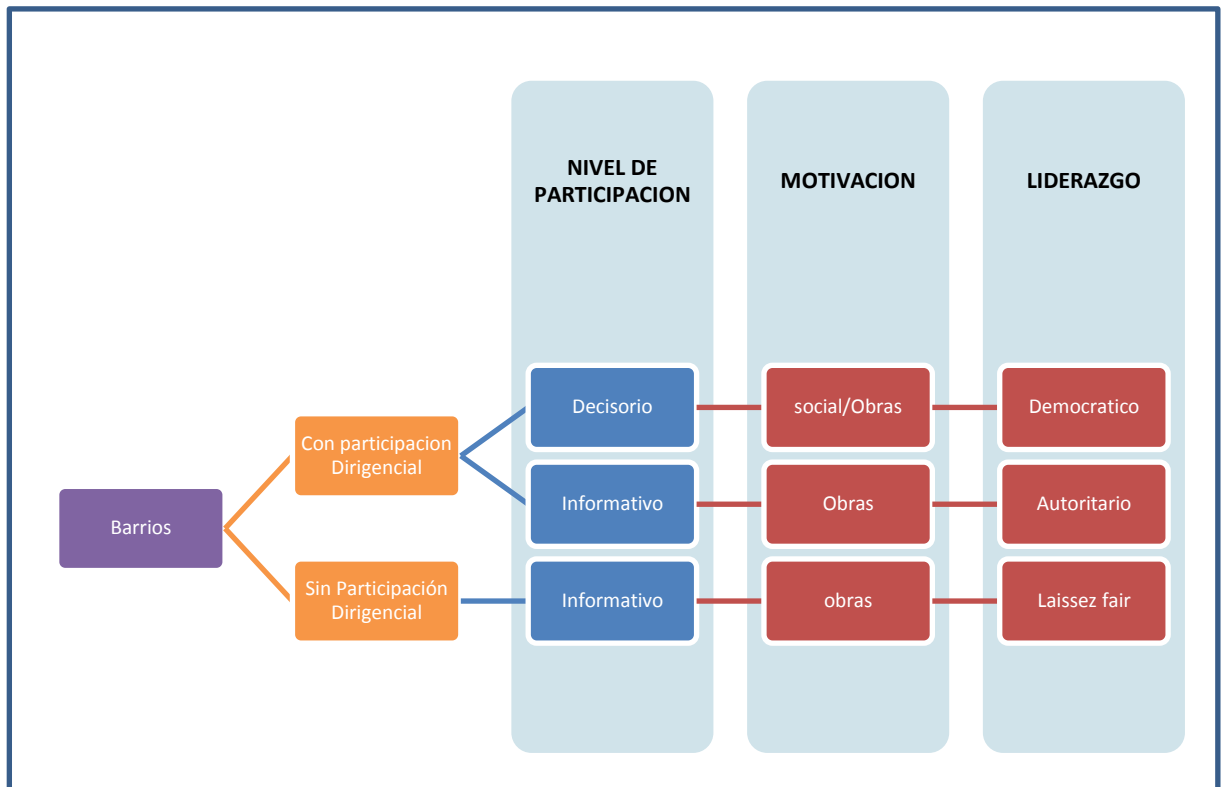 NIVEL DE
PARTICIPACION
MOTIVACION
LIDERAZGO
Decisorio
social/Obras
Democratico
Con participacion
Dirigencial
Informativo
Obras
Autoritario
Barrios
Sin Participación
Dirigencial
Informativo
obras
Laissez fair